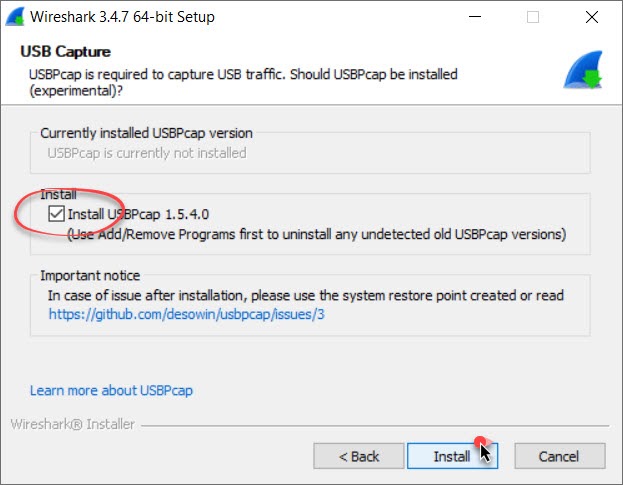 Wireshark 3.4.7 64-bit Setup
USB Capture
USBPcap is required to capture USB traffic. Should USBPcap be installed
(experimental)?
Currently installed USBPcap version
USBPcap is currently not installed
Install
Install USBPcap 1.5.4.0
(Use Add/Remove Programs first to uninstall any undetected old USBPcap versions)
Important notice
In case of issue after installation, please use the system restore point created or read
https://github.com/desowin/usbpcap/issues/3
Learn more about USBPcap
Wireshark® Installer
< Back
Install
Cancel